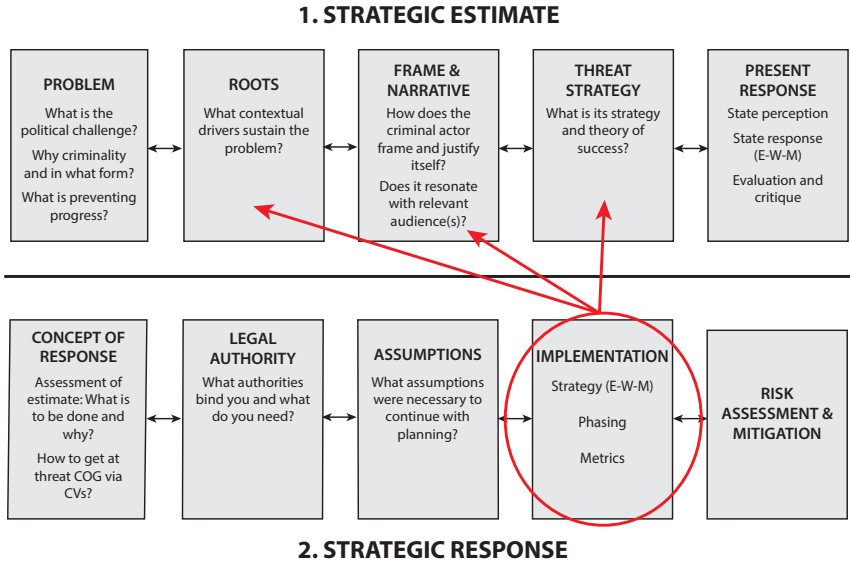 1. STRATEGIC ESTIMATE
PROBLEM
What is the
political challenge?
Why criminality
and in what form?
What is preventing
progress?
ROOTS
What contextual
drivers sustain the
problem?
FRAME &
NARRATIVE
How does the
criminal actor
frame and justify
itself?
Does it resonate
with relevant
audience(s)?
THREAT
STRATEGY
What is its strategy
and theory of
success?
PRESENT
RESPONSE
State perception
State response
(E-W-M)
Evaluation and
critique
CONCEPT OF
RESPONSE
Assessment of
estimate: What is
to be done and
why?
How to get at
threat COG via
CVs?
LEGAL
AUTHORITY
What authorities
bind you and what
do you need?
ASSUMPTIONS
What assumptions
were necessary to
continue with
planning?
IMPLEMENTATION
Strategy (E-W-M)
Phasing
Metrics
RISK
ASSESSMENT &
MITIGATION
2. STRATEGIC RESPONSE